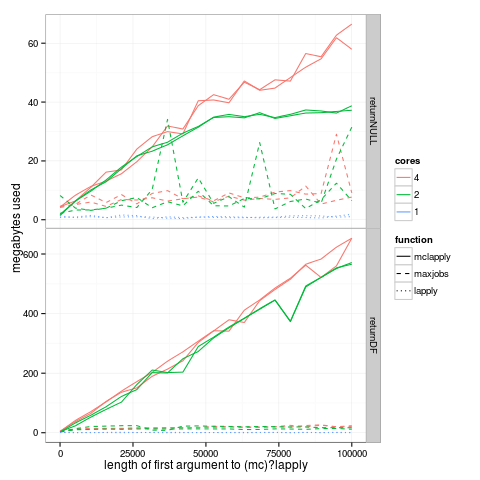 megabytes used
60
40
20
0
returnNULL
600
400
200
0
returnDF
0
25000
50000
75000
100000
length of first argument to (mc)?lapply
cores
4
2
1
function
mclapply
maxjobs
lapply